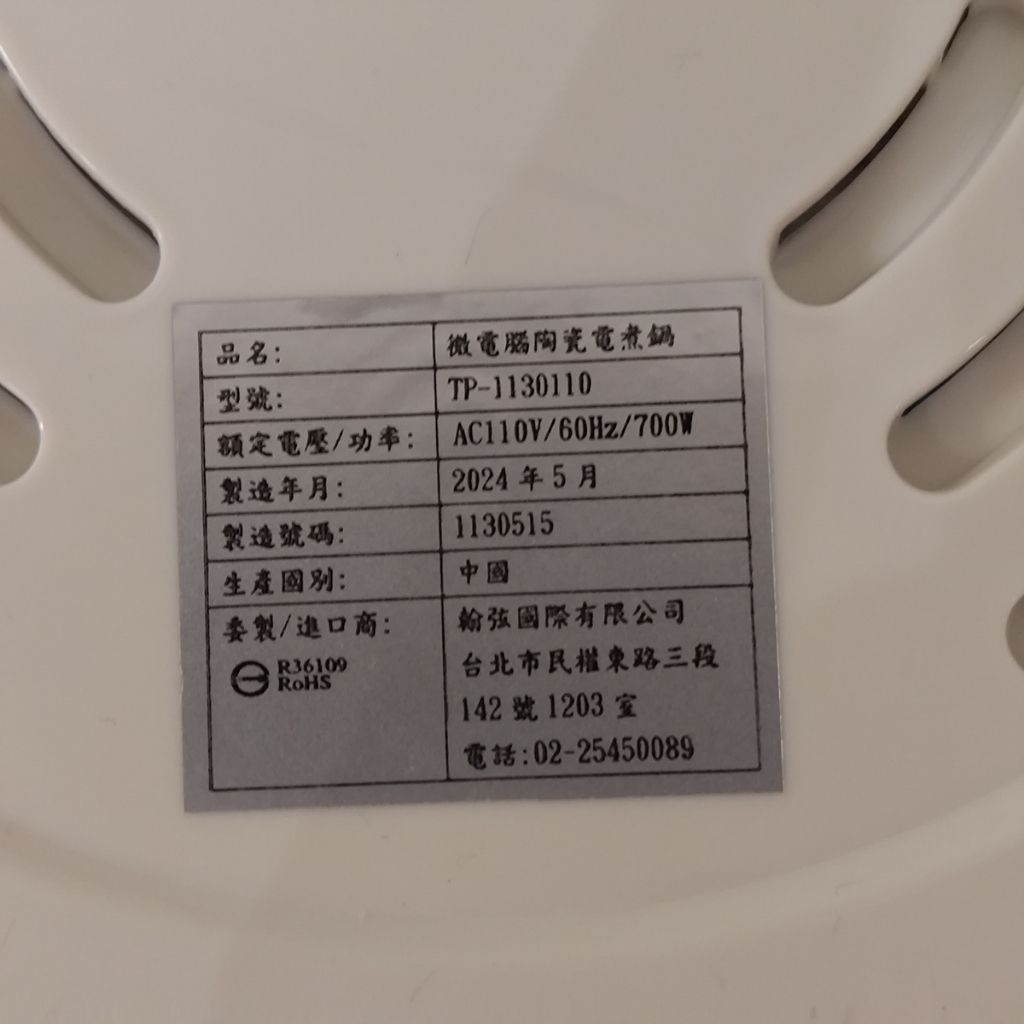 品名: 微電腦陶瓷電煮鍋
型號: TP-1130110
額定電壓/功率: AC110V/60Hz/700W
製造年月: 2024 年 5 月
製造號碼: 1130515
生產國別: 中國
委製/進口商: 翰弦國際有限公司
R36109
RoHS
台北市民權東路三段
142 號 1203 室
電話:02-25450089